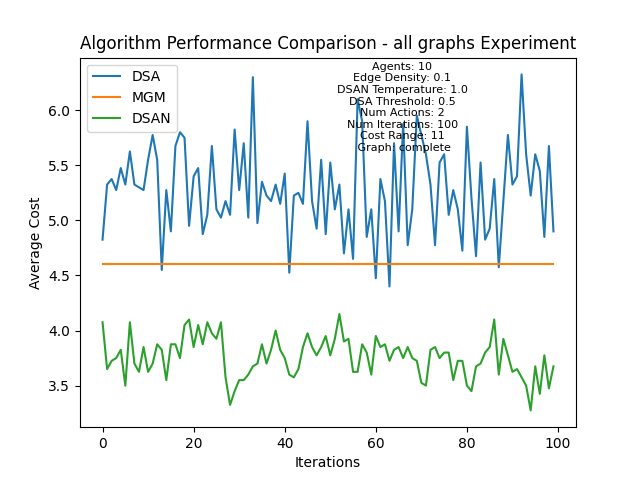 Algorithm Performance Comparison - all graphs Experiment
DSA
MGM
DSAN
Agents: 10
Edge Density: 0.1
DSAN Temperature: 1.0
DSA Threshold: 0.5
Num Actions: 2
Num Iterations: 100
Cost Range: 11
Graph: complete
Average Cost
6.0
5.5
5.0
4.5
4.0
3.5
0 20 40 60 80 100
Iterations